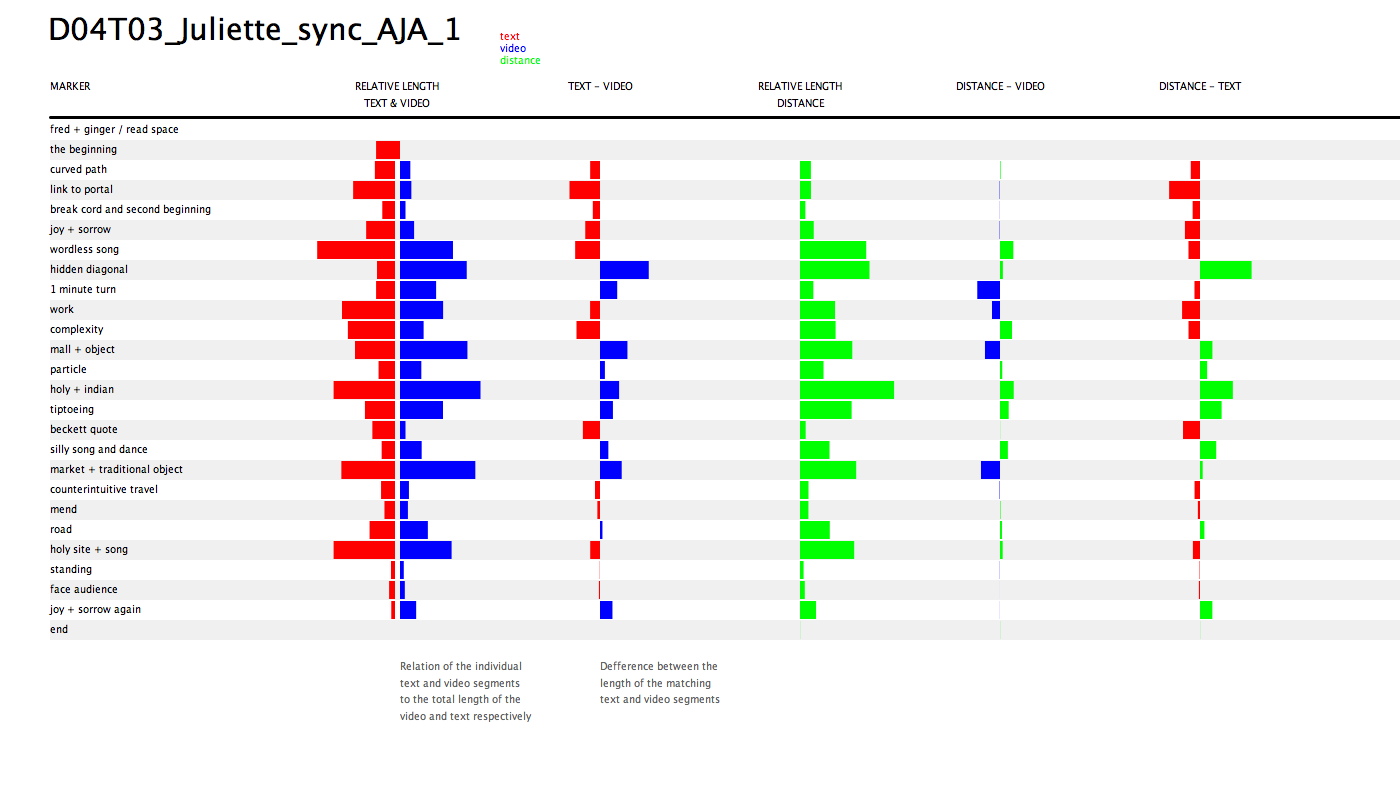 D04T03_Juliette_sync_AJA_1
text
video
distance
MARKER
RELATIVE LENGTH
TEXT & VIDEO
TEXT – VIDEO
RELATIVE LENGTH
DISTANCE
DISTANCE – VIDEO
DISTANCE – TEXT
fred + ginger / read space
the beginning
curved path
link to portal
break cord and second beginning
joy + sorrow
wordless song
hidden diagonal
1 minute turn
work
complexity
mall + object
particle
holy + indian
tiptoeing
beckett quote
silly song and dance
market + traditional object
counterintuitive travel
mend
road
holy site + song
standing
face audience
joy + sorrow again
end
Relation of the individual
text and video segments
to the total length of the
video and text respectively
Defference between the
length of the matching
text and video segments